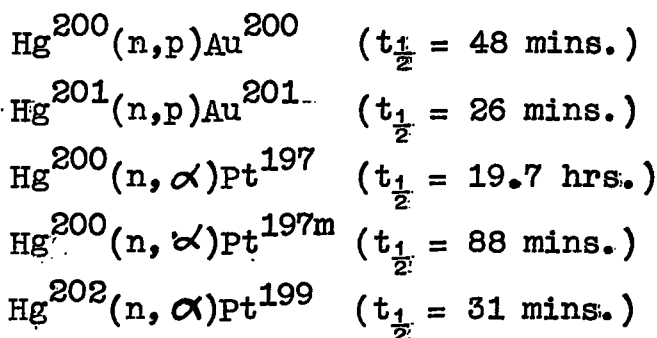 Hg²⁰⁰(n,p)Au²⁰⁰ (t½ = 48 mins.)
Hg²⁰¹(n,p)Au²⁰¹ (t½ = 26 mins.)
Hg²⁰⁰(n, α)Pt¹⁹⁷ (t½ = 19.7 hrs.)
Hg²⁰⁰(n, α)Pt¹⁹⁷ᵐ (t½ = 88 mins.)
Hg²⁰²(n, α)Pt¹⁹⁹ (t½ = 31 mins.)